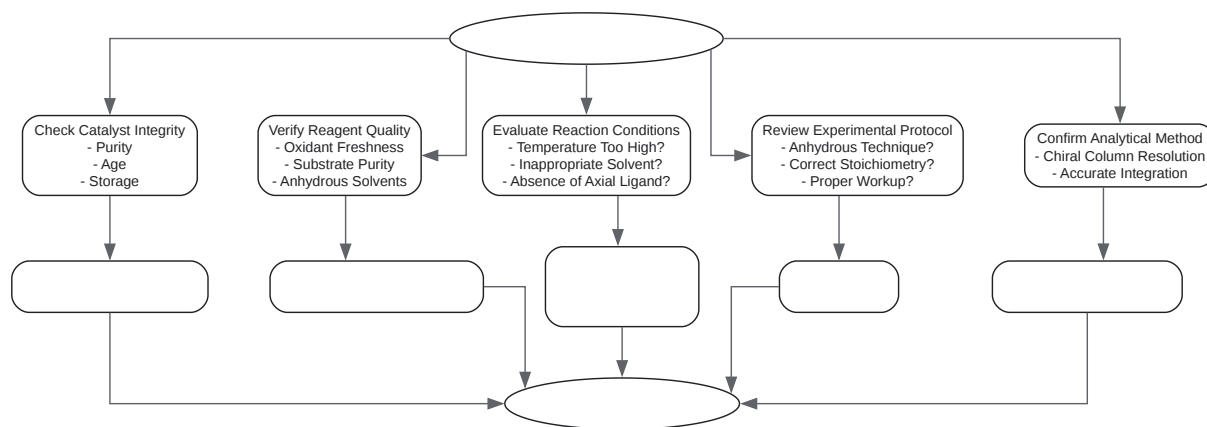 Check Catalyst Integrity
- Purity
- Age
- Storage
Verify Reagent Quality
- Oxidant Freshness
- Substrate Purity
- Anhydrous Solvents
Evaluate Reaction Conditions
- Temperature Too High?
- Inappropriate Solvent?
- Absence of Axial Ligand?
Review Experimental Protocol
- Anhydrous Technique?
- Correct Stoichiometry?
- Proper Workup?
Confirm Analytical Method
- Chiral Column Resolution
- Accurate Integration